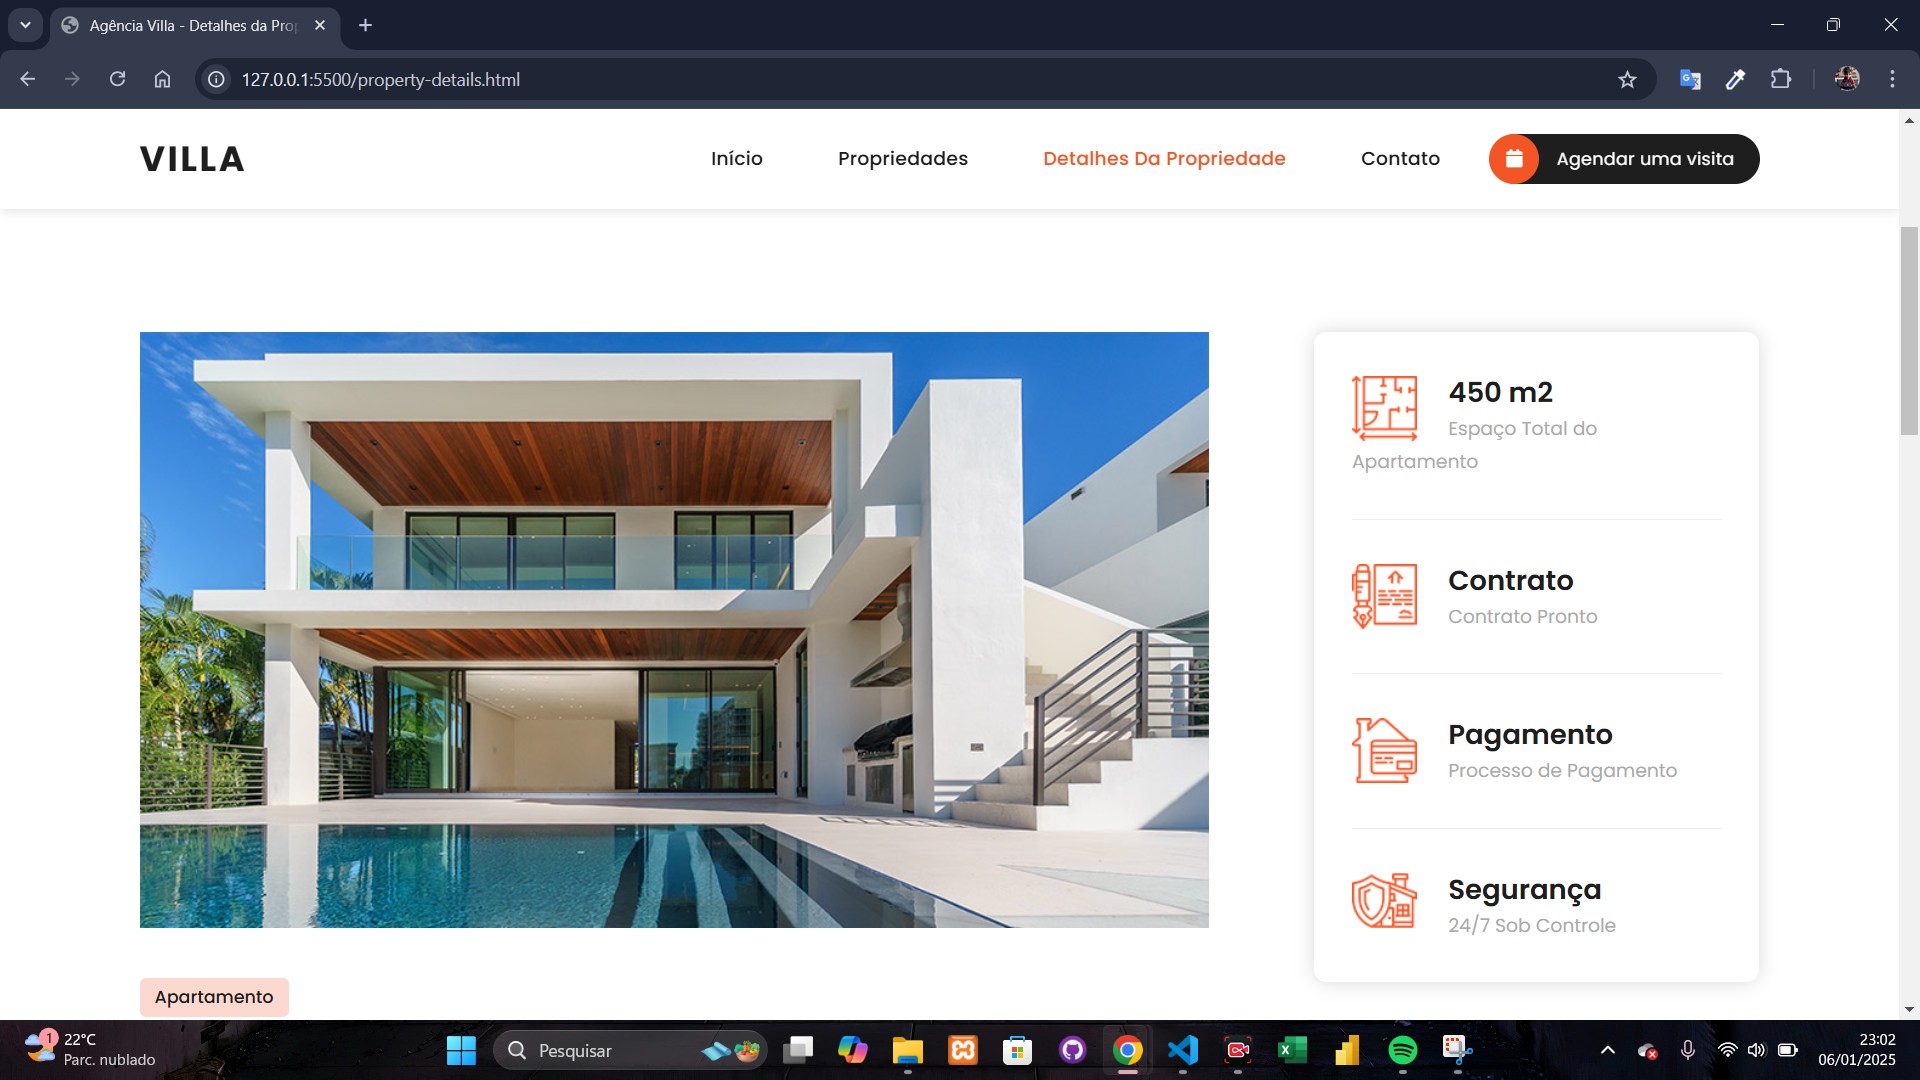 Agência Villa - Detalhes da Prop
127.0.0.1:5500/property-details.html
VILLA
Início
Propriedades
Detalhes Da Propriedade
Contato
Agendar uma visita
450 m2
Espaço Total do
Apartamento
Contrato
Contrato Pronto
Pagamento
Processo de Pagamento
Segurança
24/7 Sob Controle
Apartamento
1
22°C
Parc. nublado
Pesquisar
23:02
06/01/2025